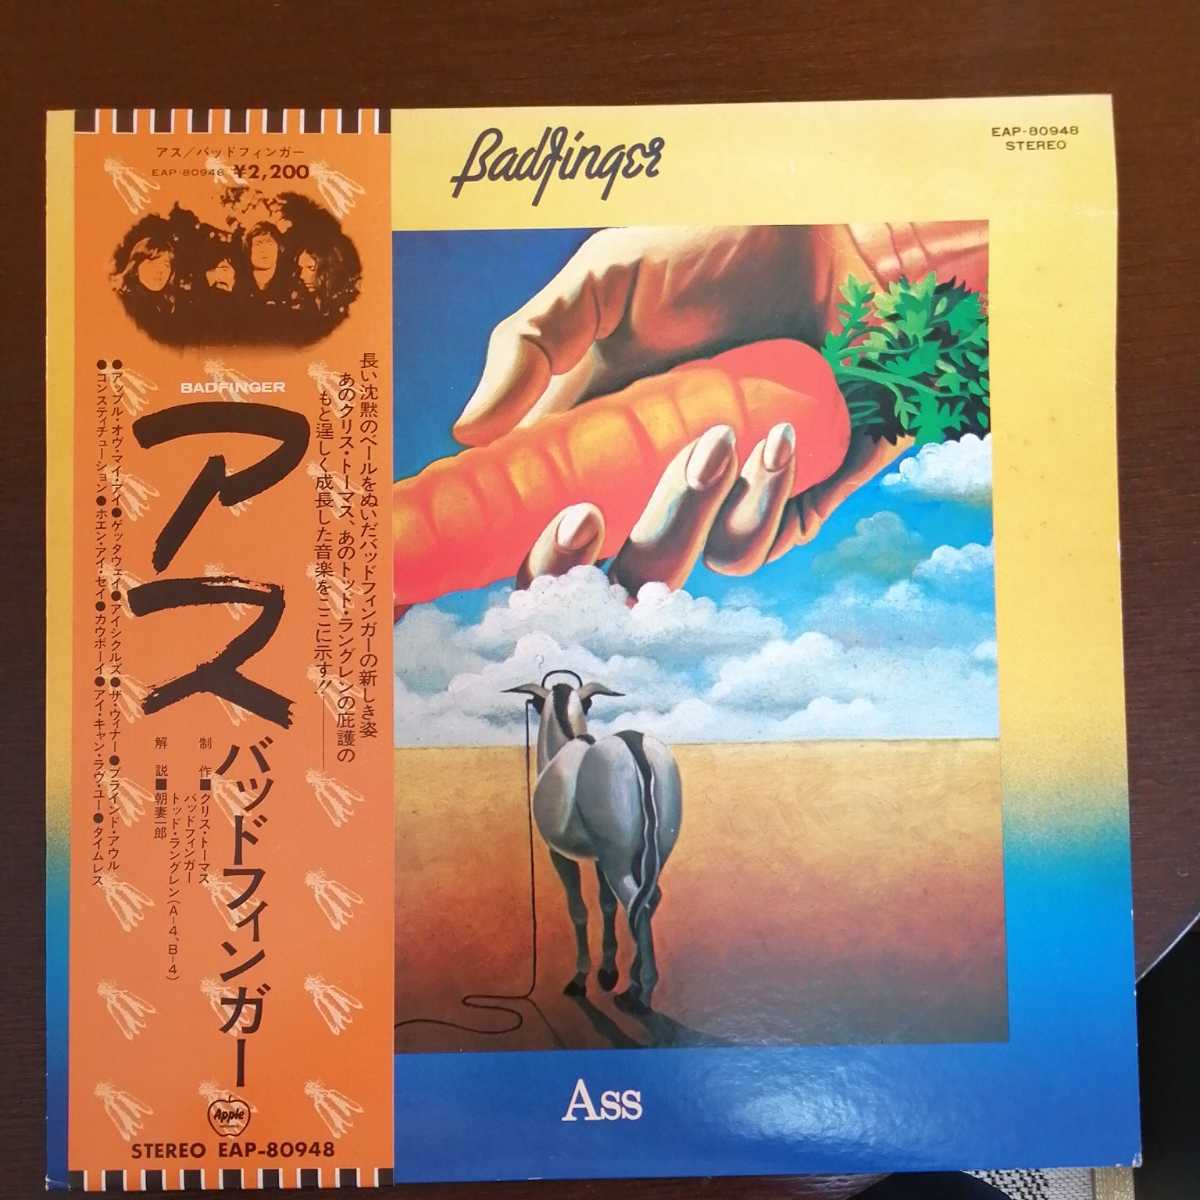 アス/バッドフィンガー
EAP-80948 ¥2,200
BADFINGER
アス
バッドフィンガー
長い沈黙のベールをぬいだバッドフィンガーの新しき姿
あのクリス・トーマス、あのトッド・ラングレンの庇護の
もと逞しく成長した音楽をここに示す!!
●アップル・オヴ・マイ・アイ●ゲッタウェイ●アイシクルズ●ザ・ウィナー●ブラインド・アウル
●コンスティチューション●ホエン・アイ・セイ●カウボーイ●アイ・キャン・ラヴ・ユー●タイムレス
制作■クリス・トーマス
バッドフィンガー
トッド・ラングレン(A-4、B-4)
解説■朝妻一郎
Apple
STEREO EAP-80948
Badfinger
EAP-80948
STEREO
Ass